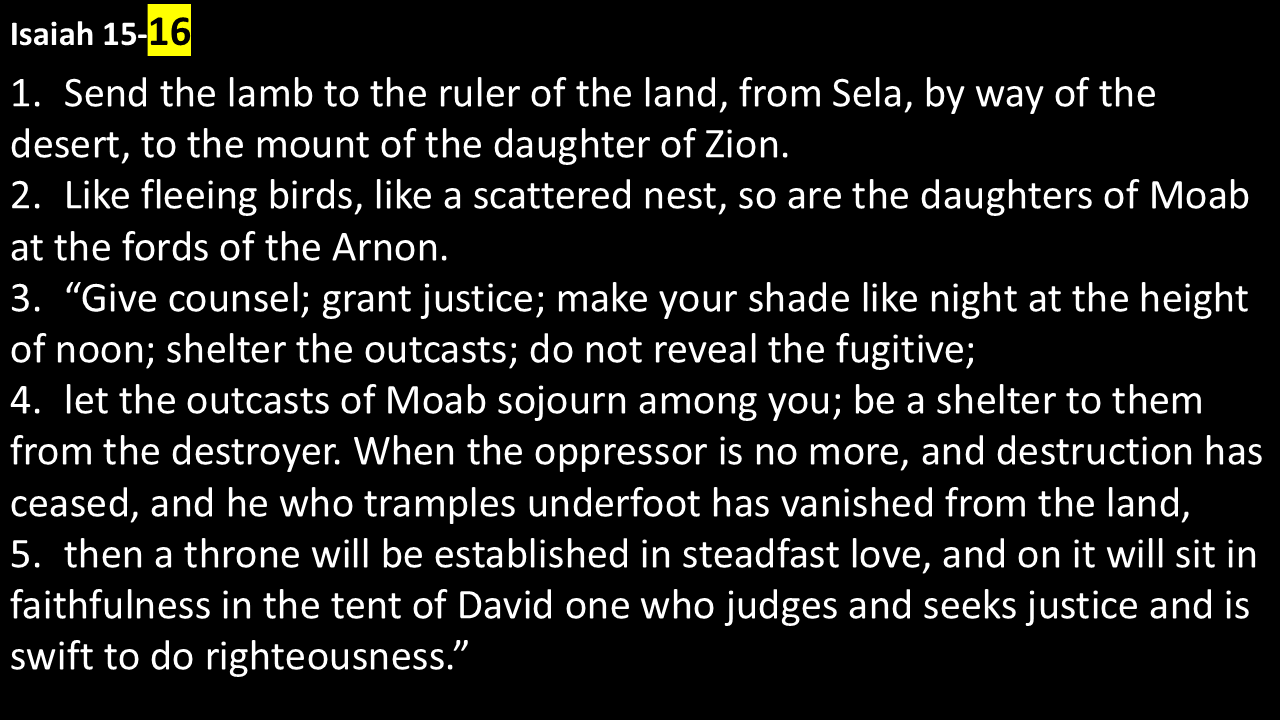 Isaiah 15-16
1. Send the lamb to the ruler of the land, from Sela, by way of the
desert, to the mount of the daughter of Zion.
2. Like fleeing birds, like a scattered nest, so are the daughters of Moab
at the fords of the Arnon.
3. “Give counsel; grant justice; make your shade like night at the height
of noon; shelter the outcasts; do not reveal the fugitive;
4. let the outcasts of Moab sojourn among you; be a shelter to them
from the destroyer. When the oppressor is no more, and destruction has
ceased, and he who tramples underfoot has vanished from the land,
5. then a throne will be established in steadfast love, and on it will sit in
faithfulness in the tent of David one who judges and seeks justice and is
swift to do righteousness.”